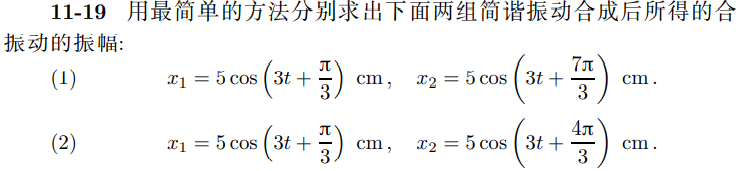 11-19 用最简单的方法分别求出下面两组简谐振动合成后所得的合
振动的振幅:
(1) x₁ = 5 cos (3t + π/3) cm, x₂ = 5 cos (3t + 7π/3) cm.
(2) x₁ = 5 cos (3t + π/3) cm, x₂ = 5 cos (3t + 4π/3) cm.